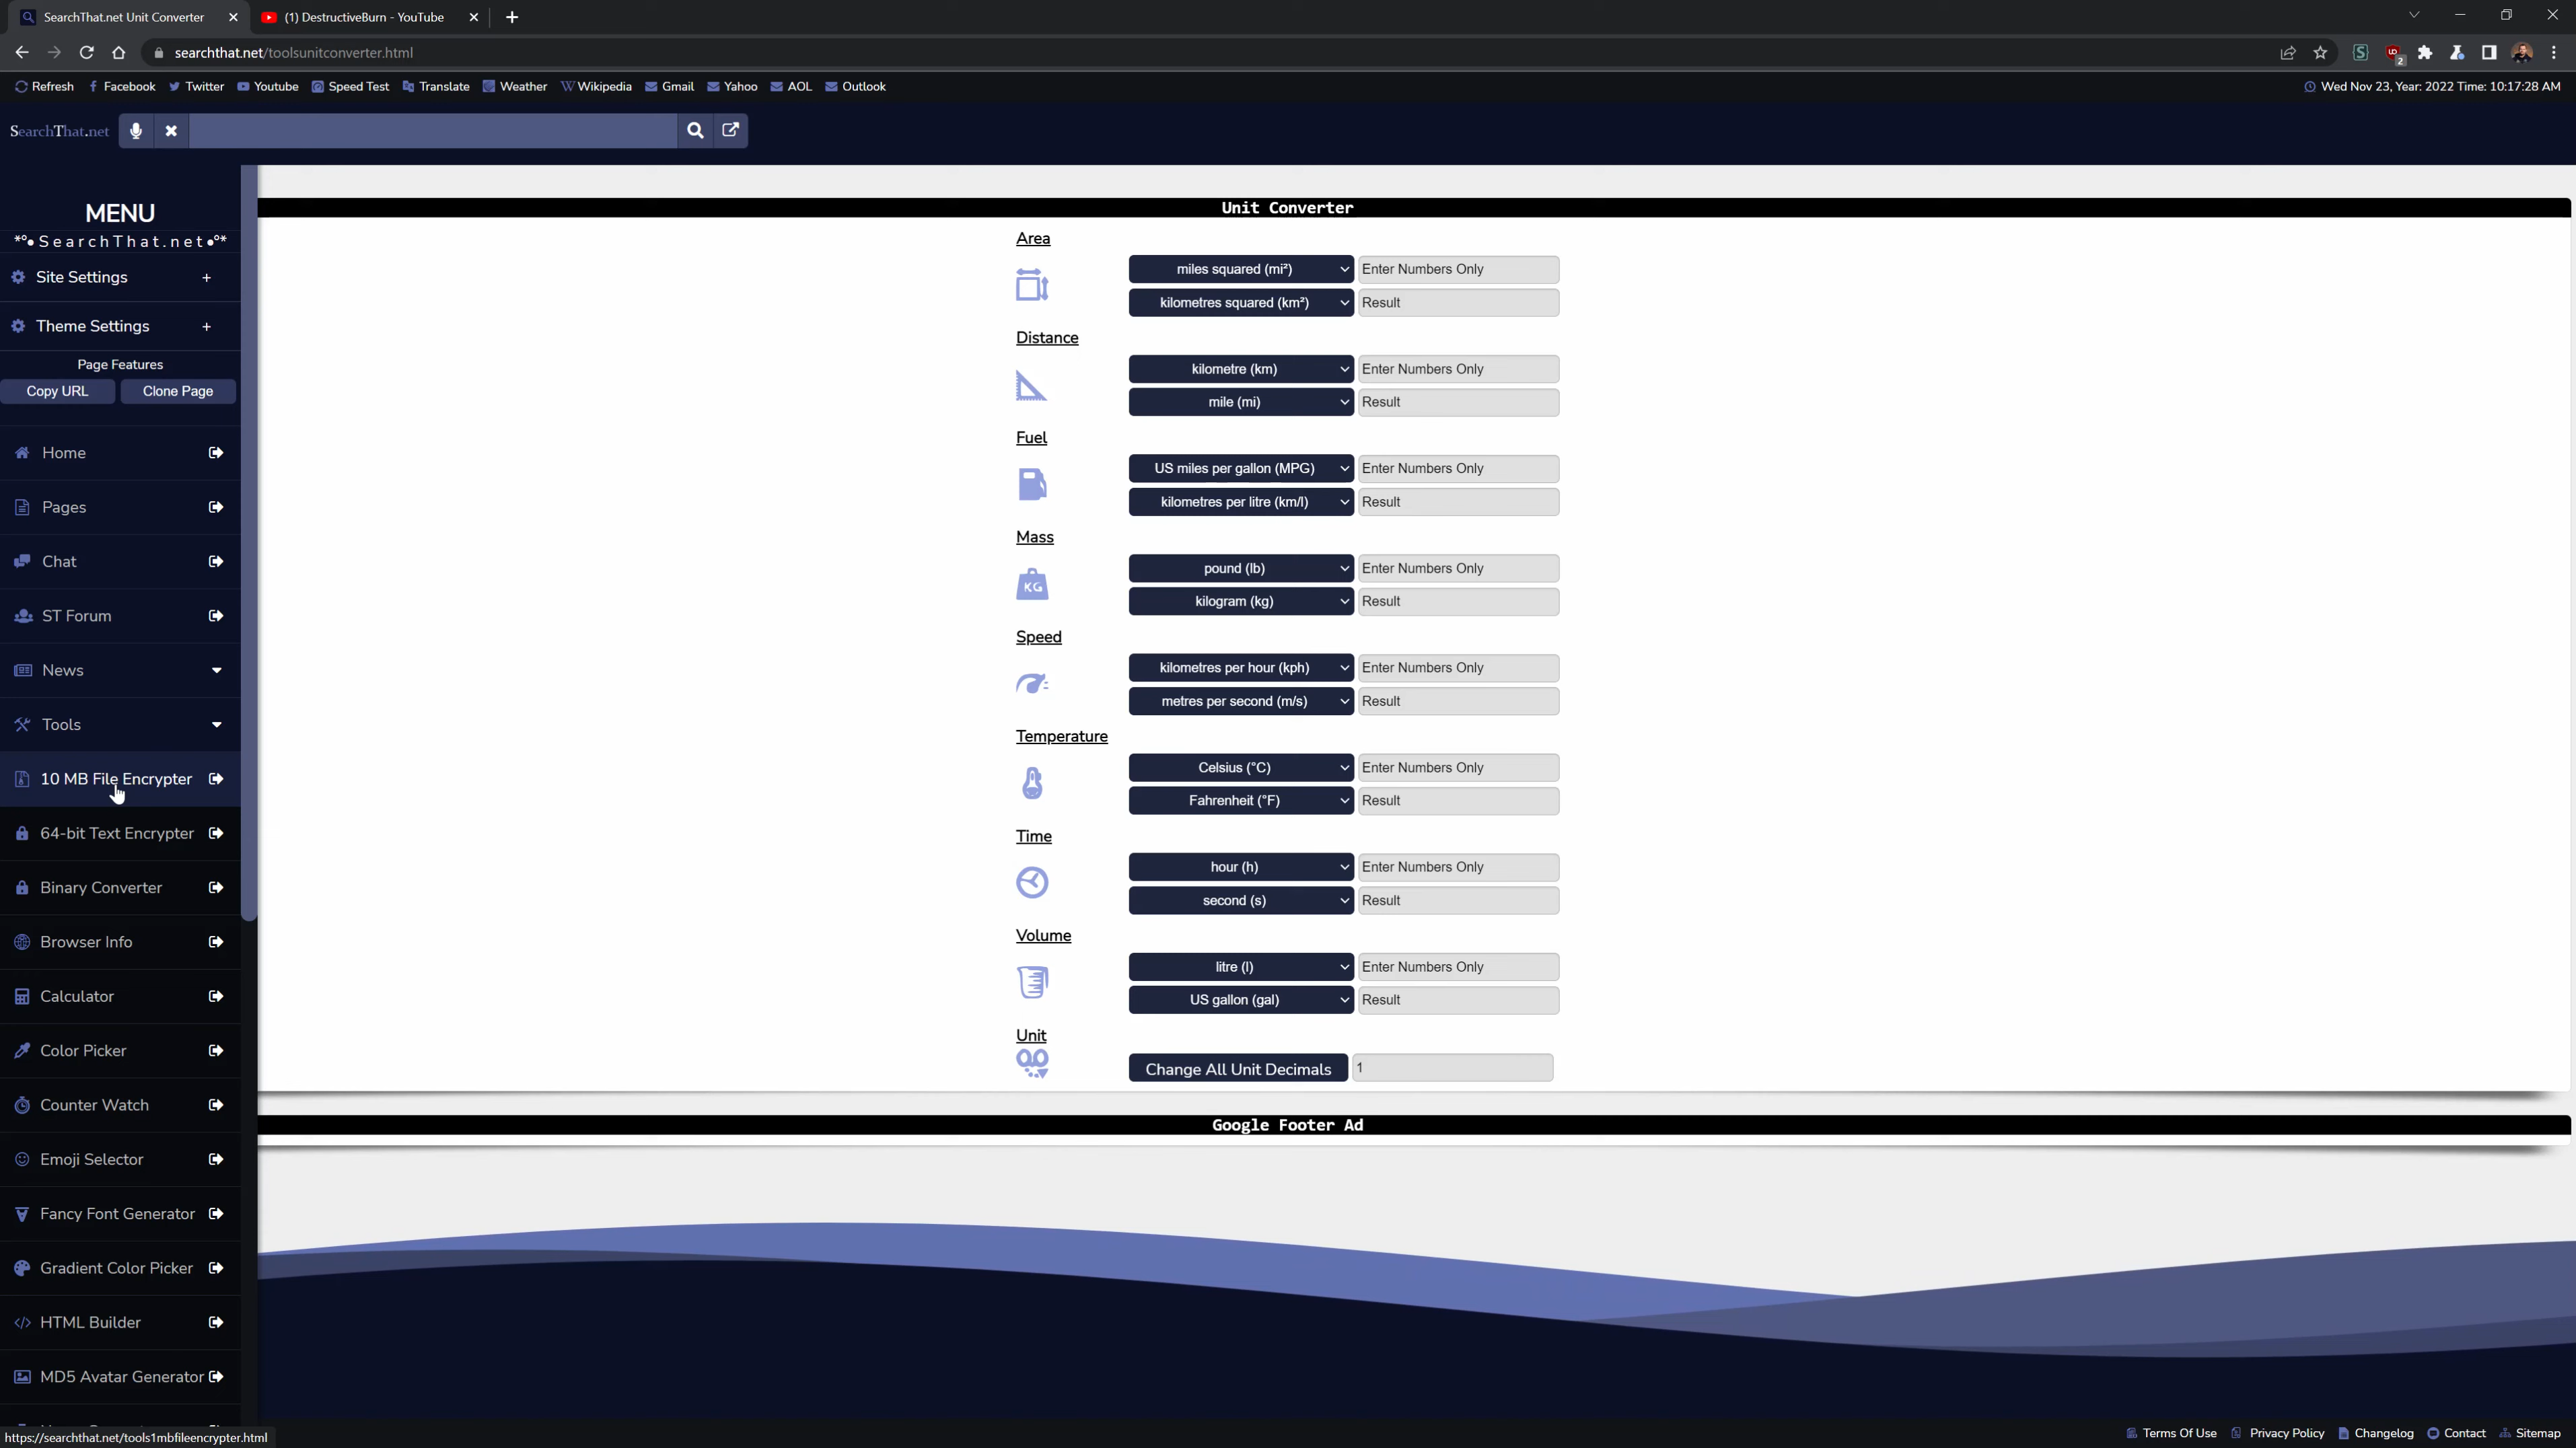 SearchThat.net Unit Converter
(1) DestructiveBurn - YouTube
searchthat.net/toolsunitconverter.html
2
Refresh Facebook Twitter Youtube Speed Test Translate Weather Wikipedia Gmail Yahoo AOL Outlook
Wed Nov 23, Year: 2022 Time: 10:17:28 AM
SearchThat.net
MENU
*°•SearchThat.net•°*
Site Settings +
Theme Settings +
Page Features
Copy URL Clone Page
Home
Pages
Chat
ST Forum
News
Tools
10 MB File Encrypter
64-bit Text Encrypter
Binary Converter
Browser Info
Calculator
Color Picker
Counter Watch
Emoji Selector
Fancy Font Generator
Gradient Color Picker
HTML Builder
MD5 Avatar Generator
https://searchthat.net/tools1mbfileencrypter.html
Unit Converter
Area
miles squared (mi²) Enter Numbers Only
kilometres squared (km²) Result
Distance
kilometre (km) Enter Numbers Only
mile (mi) Result
Fuel
US miles per gallon (MPG) Enter Numbers Only
kilometres per litre (km/l) Result
Mass
KG
pound (lb) Enter Numbers Only
kilogram (kg) Result
Speed
kilometres per hour (kph) Enter Numbers Only
metres per second (m/s) Result
Temperature
Celsius (°C) Enter Numbers Only
Fahrenheit (°F) Result
Time
hour (h) Enter Numbers Only
second (s) Result
Volume
litre (l) Enter Numbers Only
US gallon (gal) Result
Unit
Change All Unit Decimals 1
Google Footer Ad
Terms Of Use Privacy Policy Changelog Contact Sitemap